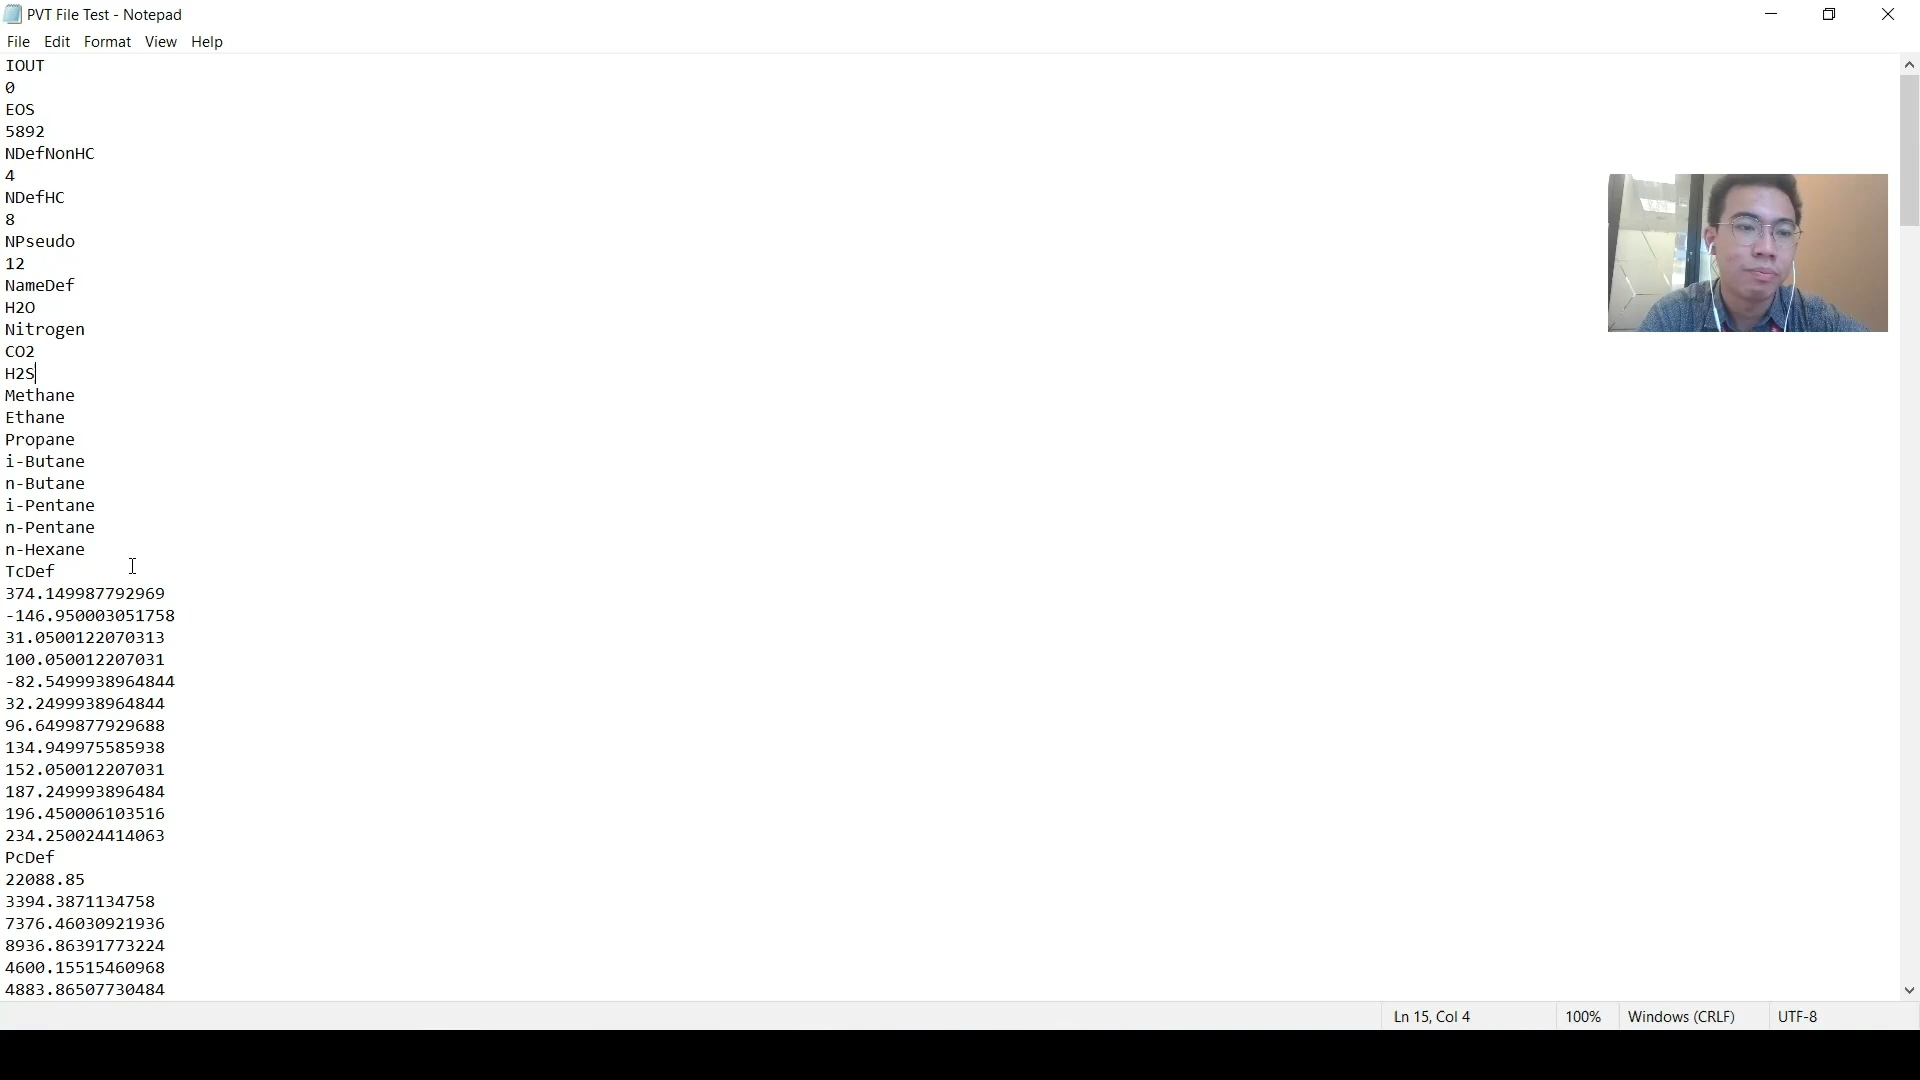 PVT File Test - Notepad
File Edit Format View Help
IOUT
0
EOS
5892
NDefNonHC
4
NDefHC
8
NPseudo
12
NameDef
H2O
Nitrogen
CO2
H2S
Methane
Ethane
Propane
i-Butane
n-Butane
i-Pentane
n-Pentane
n-Hexane
TcDef
374.149987792969
-146.950003051758
31.0500122070313
100.050012207031
-82.5499938964844
32.2499938964844
96.6499877929688
134.949975585938
152.050012207031
187.249993896484
196.450006103516
234.250024414063
PcDef
22088.85
3394.3871134758
7376.46030921936
8936.86391773224
4600.15515460968
4883.86507730484
Ln 15, Col 4 100% Windows (CRLF) UTF-8